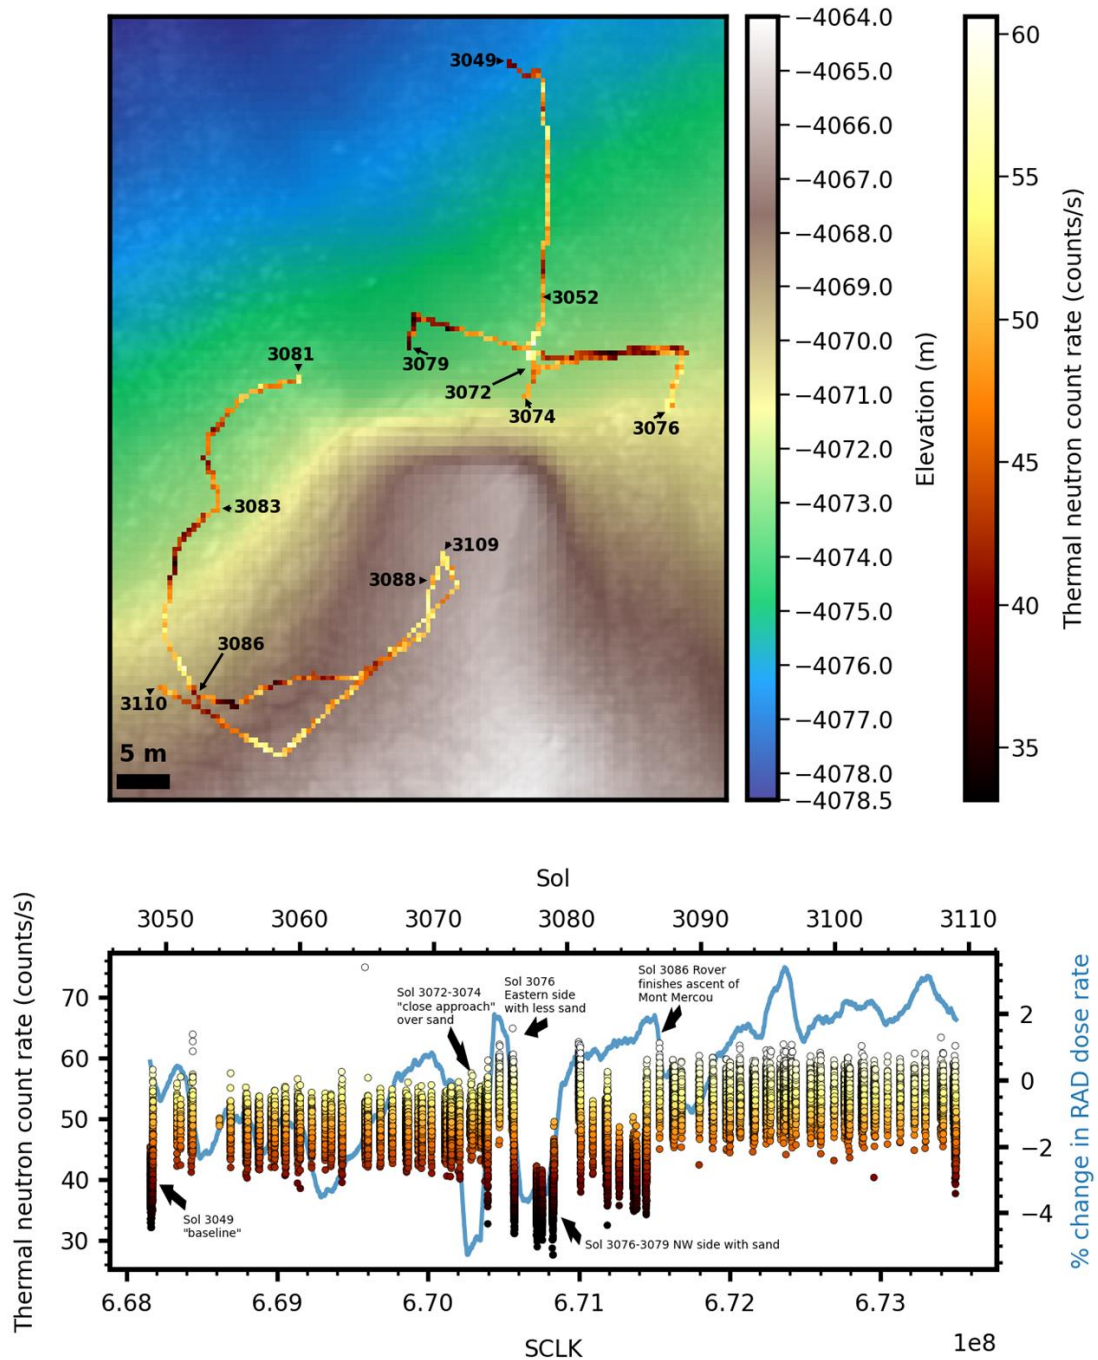 3049
3052
3079
3072
3074
3076
3081
3083
3109
3088
3086
3110
5 m
−4064.0
−4065.0
−4066.0
−4067.0
−4068.0
−4069.0
−4070.0
−4071.0
−4072.0
−4073.0
−4074.0
−4075.0
−4076.0
−4077.0
−4078.0
−4078.5
Elevation (m)
60
55
50
45
40
35
Thermal neutron count rate (counts/s)
Sol
3050 3060 3070 3080 3090 3100 3110
Thermal neutron count rate (counts/s)
70
60
50
40
30
Sol 3049
"baseline"
Sol 3072-3074
"close approach"
over sand
Sol 3076
Eastern side
with less sand
Sol 3086 Rover
finishes ascent of
Mont Mercou
Sol 3076-3079 NW side with sand
2
0
−2
−4
% change in RAD dose rate
6.68 6.69 6.70 6.71 6.72 6.73
SCLK
1e8